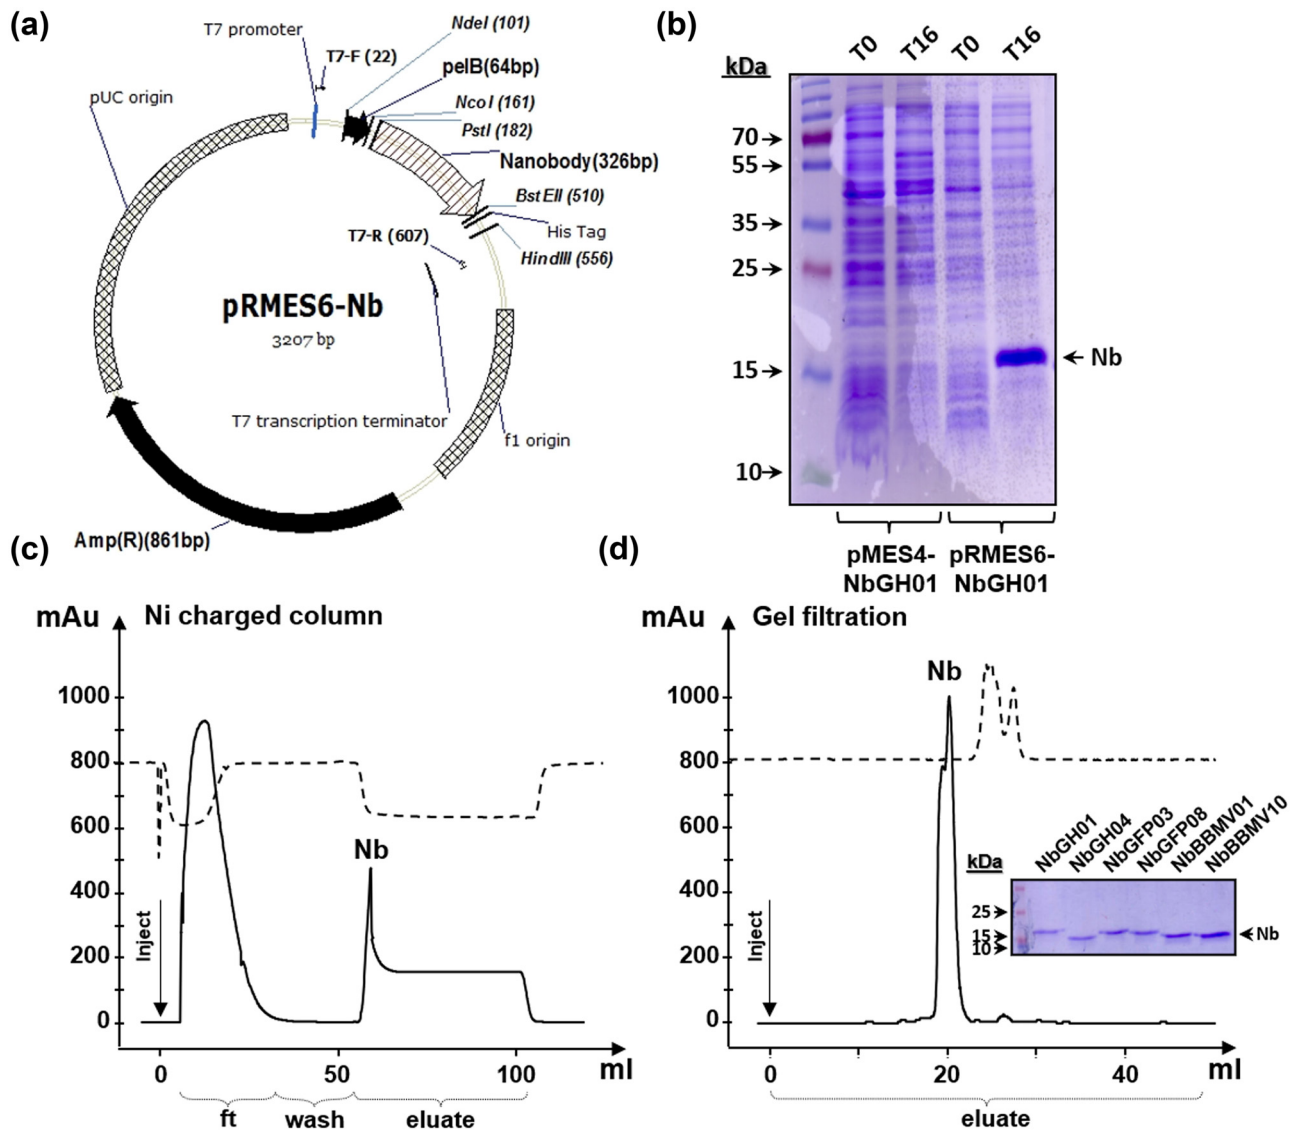 (a)
T7 promoter
NdeI (101)
T7-F (22)
pelB(64bp)
pUC origin
NcoI (161)
PstI (182)
Nanobody(326bp)
BstEII (510)
His Tag
T7-R (607)
HindIII (556)
pRMES6-Nb
3207 bp
T7 transcription terminator
f1 origin
Amp(R)(861bp)
(b)
T0 T16 T0 T16
kDa
70
55
35
25
15
10
Nb
pMES4-
NbGH01
pRMES6-
NbGH01
(c)
mAu
Ni charged column
1000
800
600
400
200
0
Inject
Nb
0 50 100 ml
ft wash eluate
(d)
mAu
Gel filtration
1000
800
600
400
200
0
Inject
Nb
NbGH01
NbGH04
NbGFP03
NbGFP08
NbBBMV01
NbBBMV10
kDa
25
15
10
Nb
0 20 40 ml
eluate